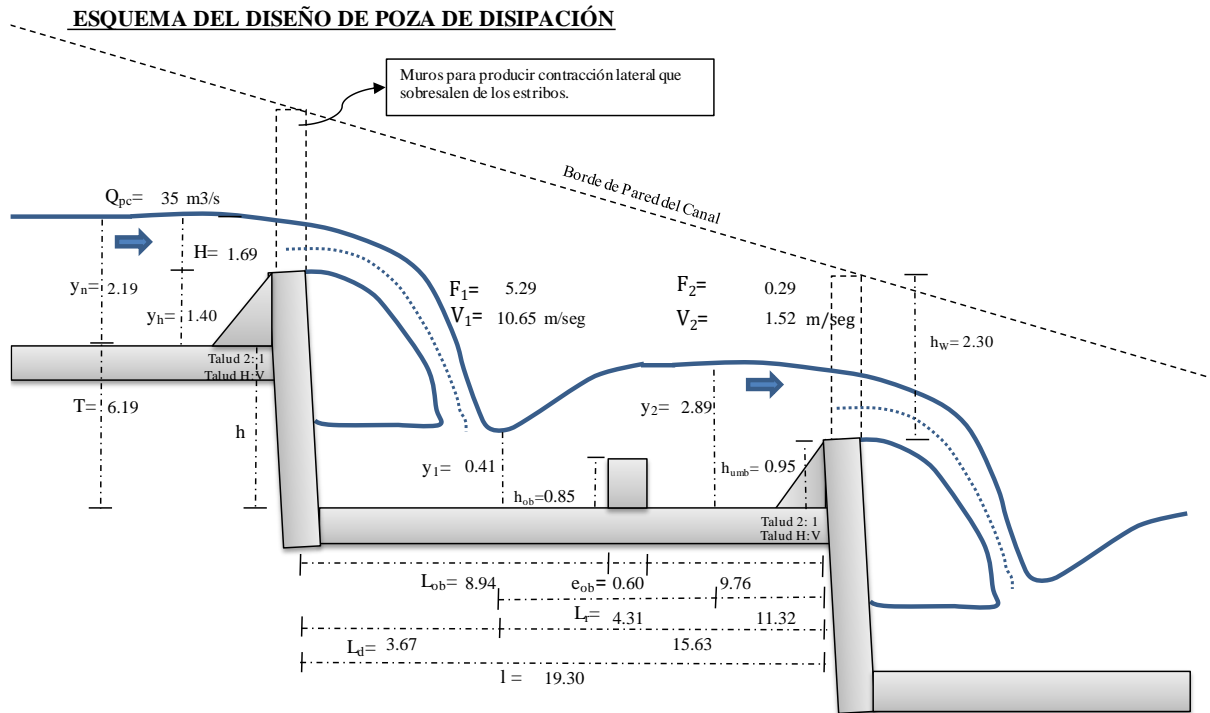 ESQUEMA DEL DISEÑO DE POZA DE DISIPACIÓN
Muros para producir contracción lateral que
sobresalen de los estribos.
Borde de Pared del Canal
Qpc= 35 m3/s
H= 1.69
yn= 2.19
yh= 1.40
F1= 5.29
V1= 10.65 m/seg
F2= 0.29
V2= 1.52 m/seg
hw= 2.30
Talud 2: 1
Talud H:V
T= 6.19
h
y2= 2.89
y1= 0.41
hob=0.85
humb= 0.95
Talud 2: 1
Talud H:V
Lob= 8.94
eob= 0.60
9.76
Lr= 4.31
11.32
Ld= 3.67
15.63
l = 19.30